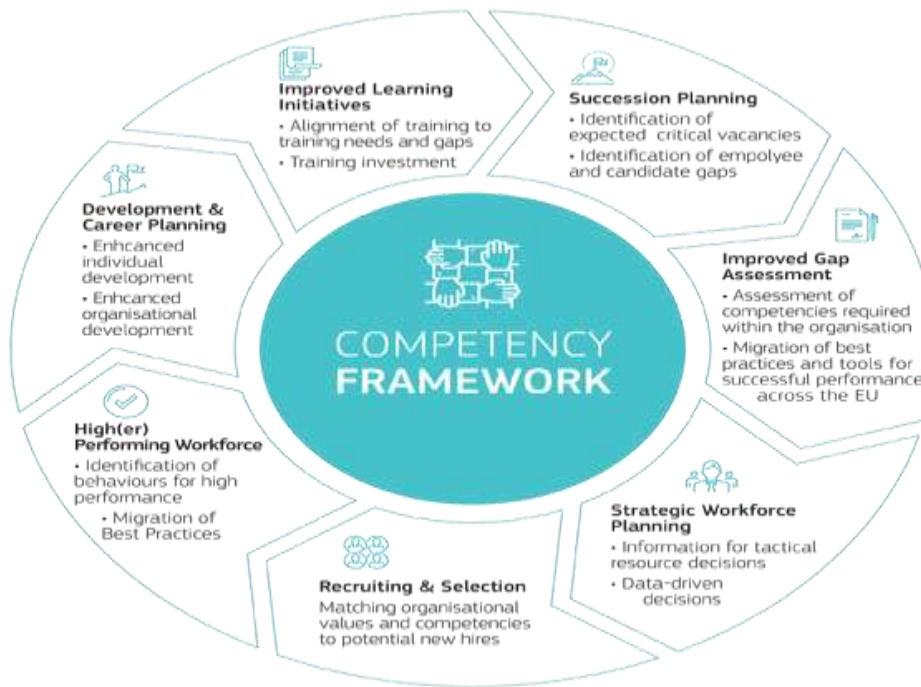 Improved Learning
Initiatives
• Alignment of training to
training needs and gaps
• Training investment
Succession Planning
• Identification of
expected critical vacancies
• Identification of empolyee
and candidate gaps
Improved Gap
Assessment
• Assessment of
competencies required
within the organisation
• Migration of best
practices and tools for
successful performance
across the EU
Strategic Workforce
Planning
• Information for tactical
resource decisions
• Data-driven
decisions
Recruiting & Selection
Matching organisational
values and competencies
to potential new hires
High(er)
Performing Workforce
• Identification of
behaviours for high
performance
• Migration of
Best Practices
Development &
Career Planning
• Enhcanced
individual
development
• Enhcanced
organisational
development
COMPETENCY
FRAMEWORK